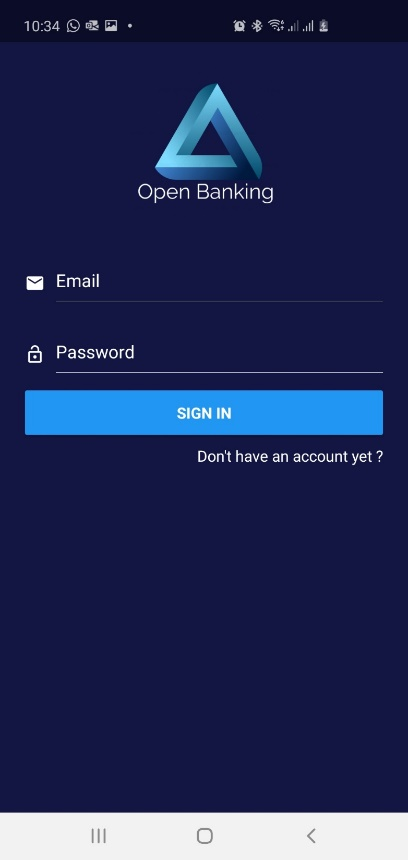 10:34
Open Banking
Email
Password
SIGN IN
Don't have an account yet ?